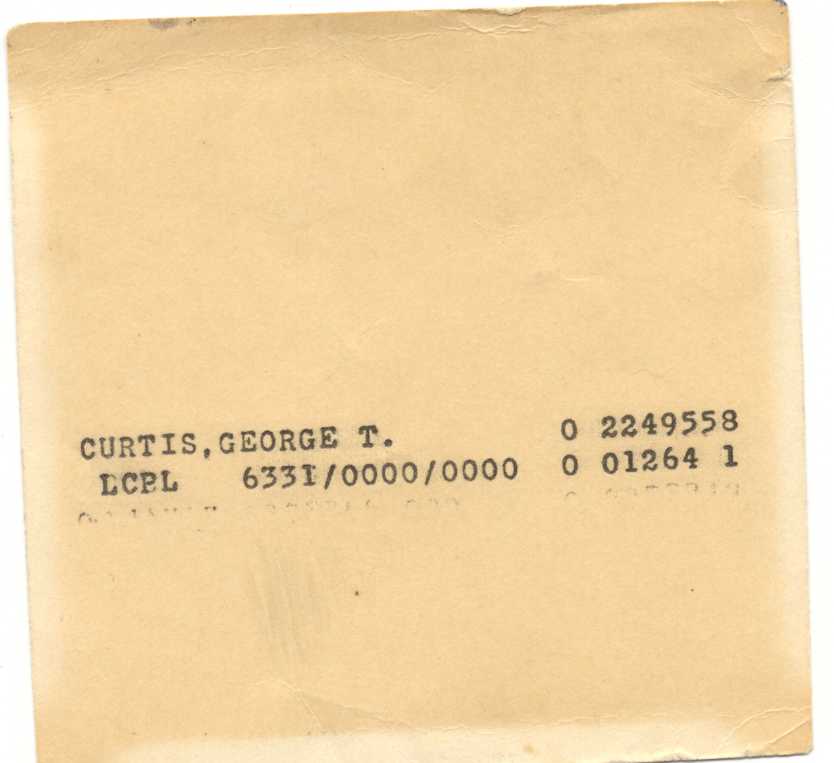 CURTIS,GEORGE T. 0 2249558
LCPL 6331/0000/0000 0 01264 1